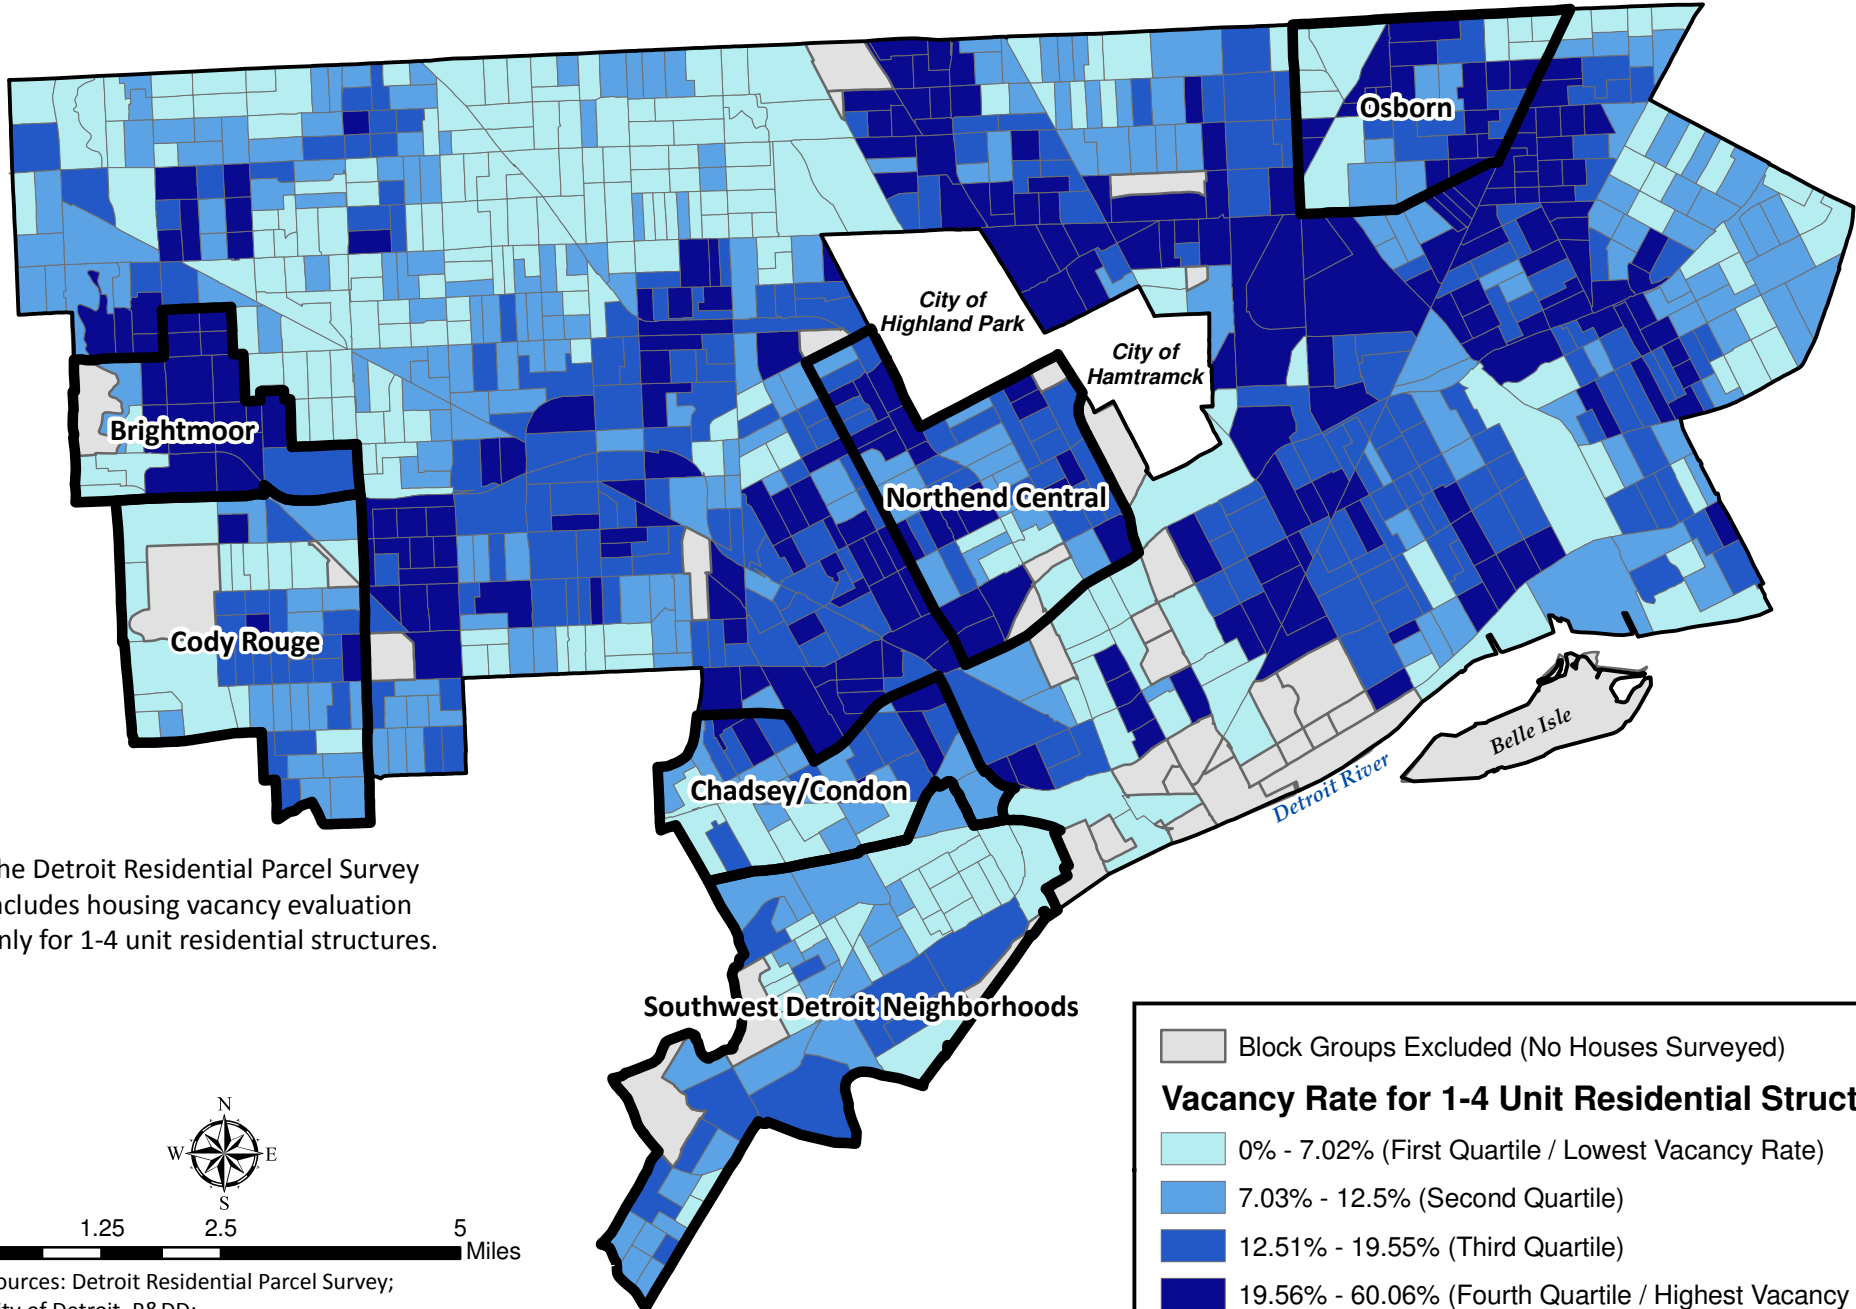 Osborn
City of
Highland Park
City of
Hamtramck
Brightmoor
Northend Central
Cody Rouge
Belle Isle
Chadsey/Condon
Detroit River
he Detroit Residential Parcel Survey
ncludes housing vacancy evaluation
nly for 1-4 unit residential structures.
Southwest Detroit Neighborhoods
Block Groups Excluded (No Houses Surveyed)
Vacancy Rate for 1-4 Unit Residential Struct
0% - 7.02% (First Quartile / Lowest Vacancy Rate)
7.03% - 12.5% (Second Quartile)
12.51% - 19.55% (Third Quartile)
19.56% - 60.06% (Fourth Quartile / Highest Vacancy
N
W E
S
1.25 2.5 5
Miles
ources: Detroit Residential Parcel Survey;
ity of Detroit, P&DD;